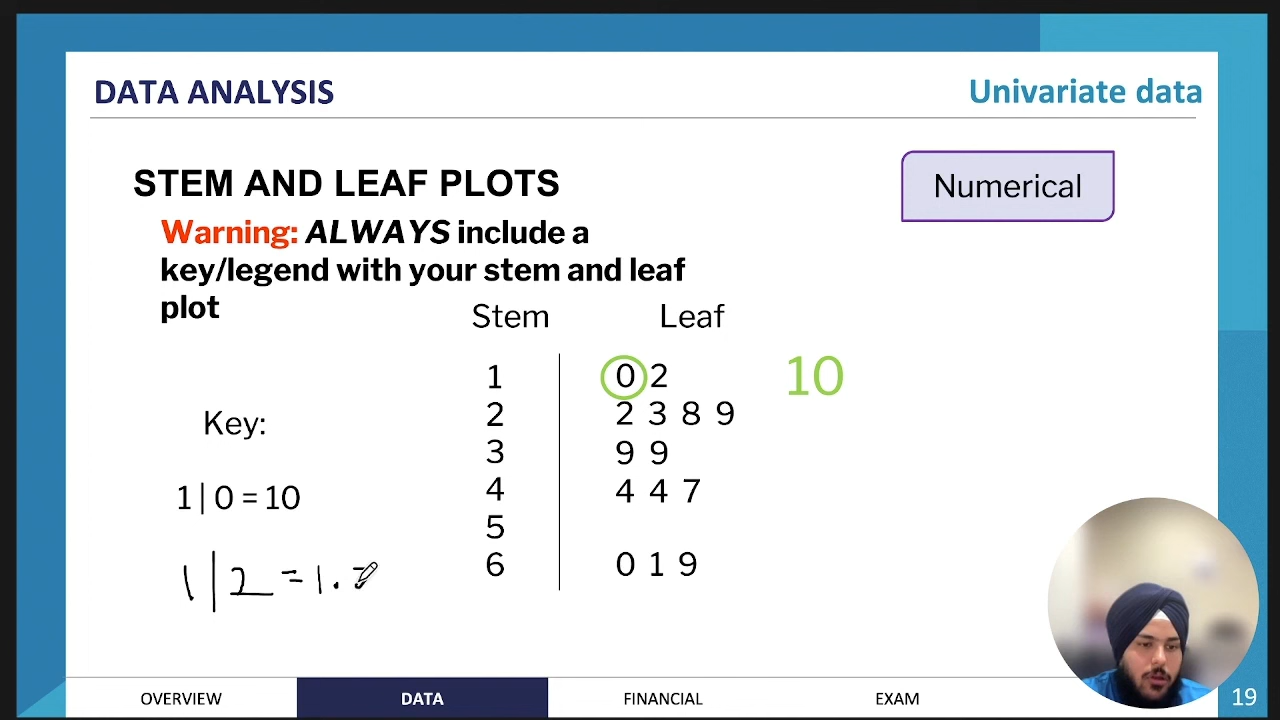 DATA ANALYSIS
Univariate data
STEM AND LEAF PLOTS
Numerical
Warning: ALWAYS include a
key/legend with your stem and leaf
plot
Stem Leaf
1 0 2 10
2 2 3 8 9
Key:
3 9 9
4 4 4 7
1 | 0 = 10
5
6 0 1 9
1 | 2 = 1.
OVERVIEW DATA FINANCIAL EXAM 19